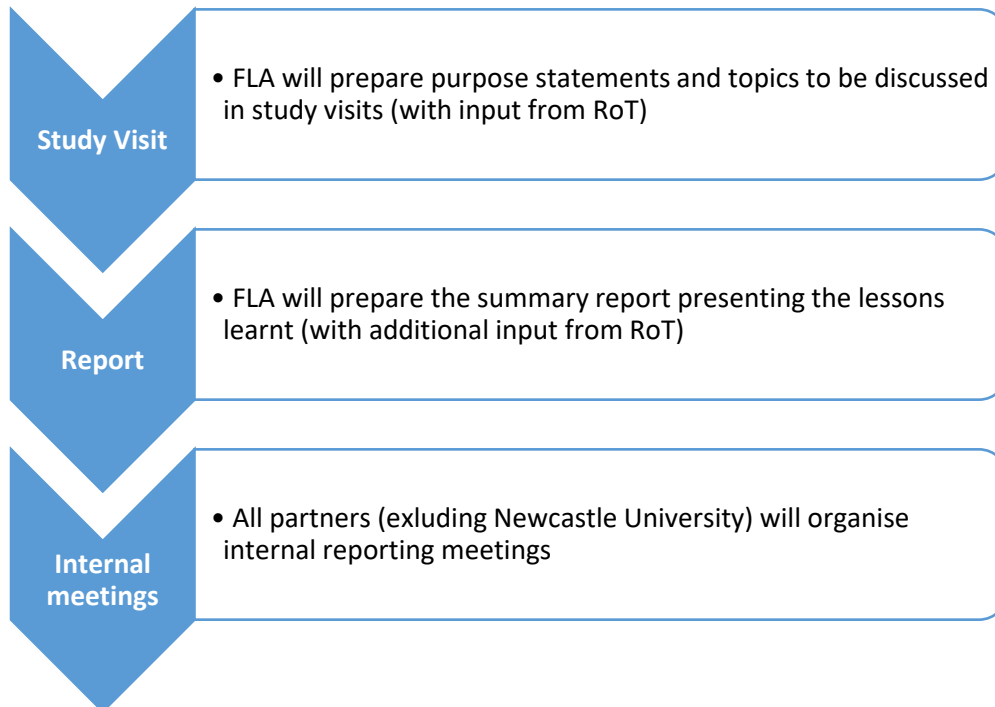 Study Visit
• FLA will prepare purpose statements and topics to be discussed
in study visits (with input from RoT)
Report
• FLA will prepare the summary report presenting the lessons
learnt (with additional input from RoT)
Internal
meetings
• All partners (exluding Newcastle University) will organise
internal reporting meetings